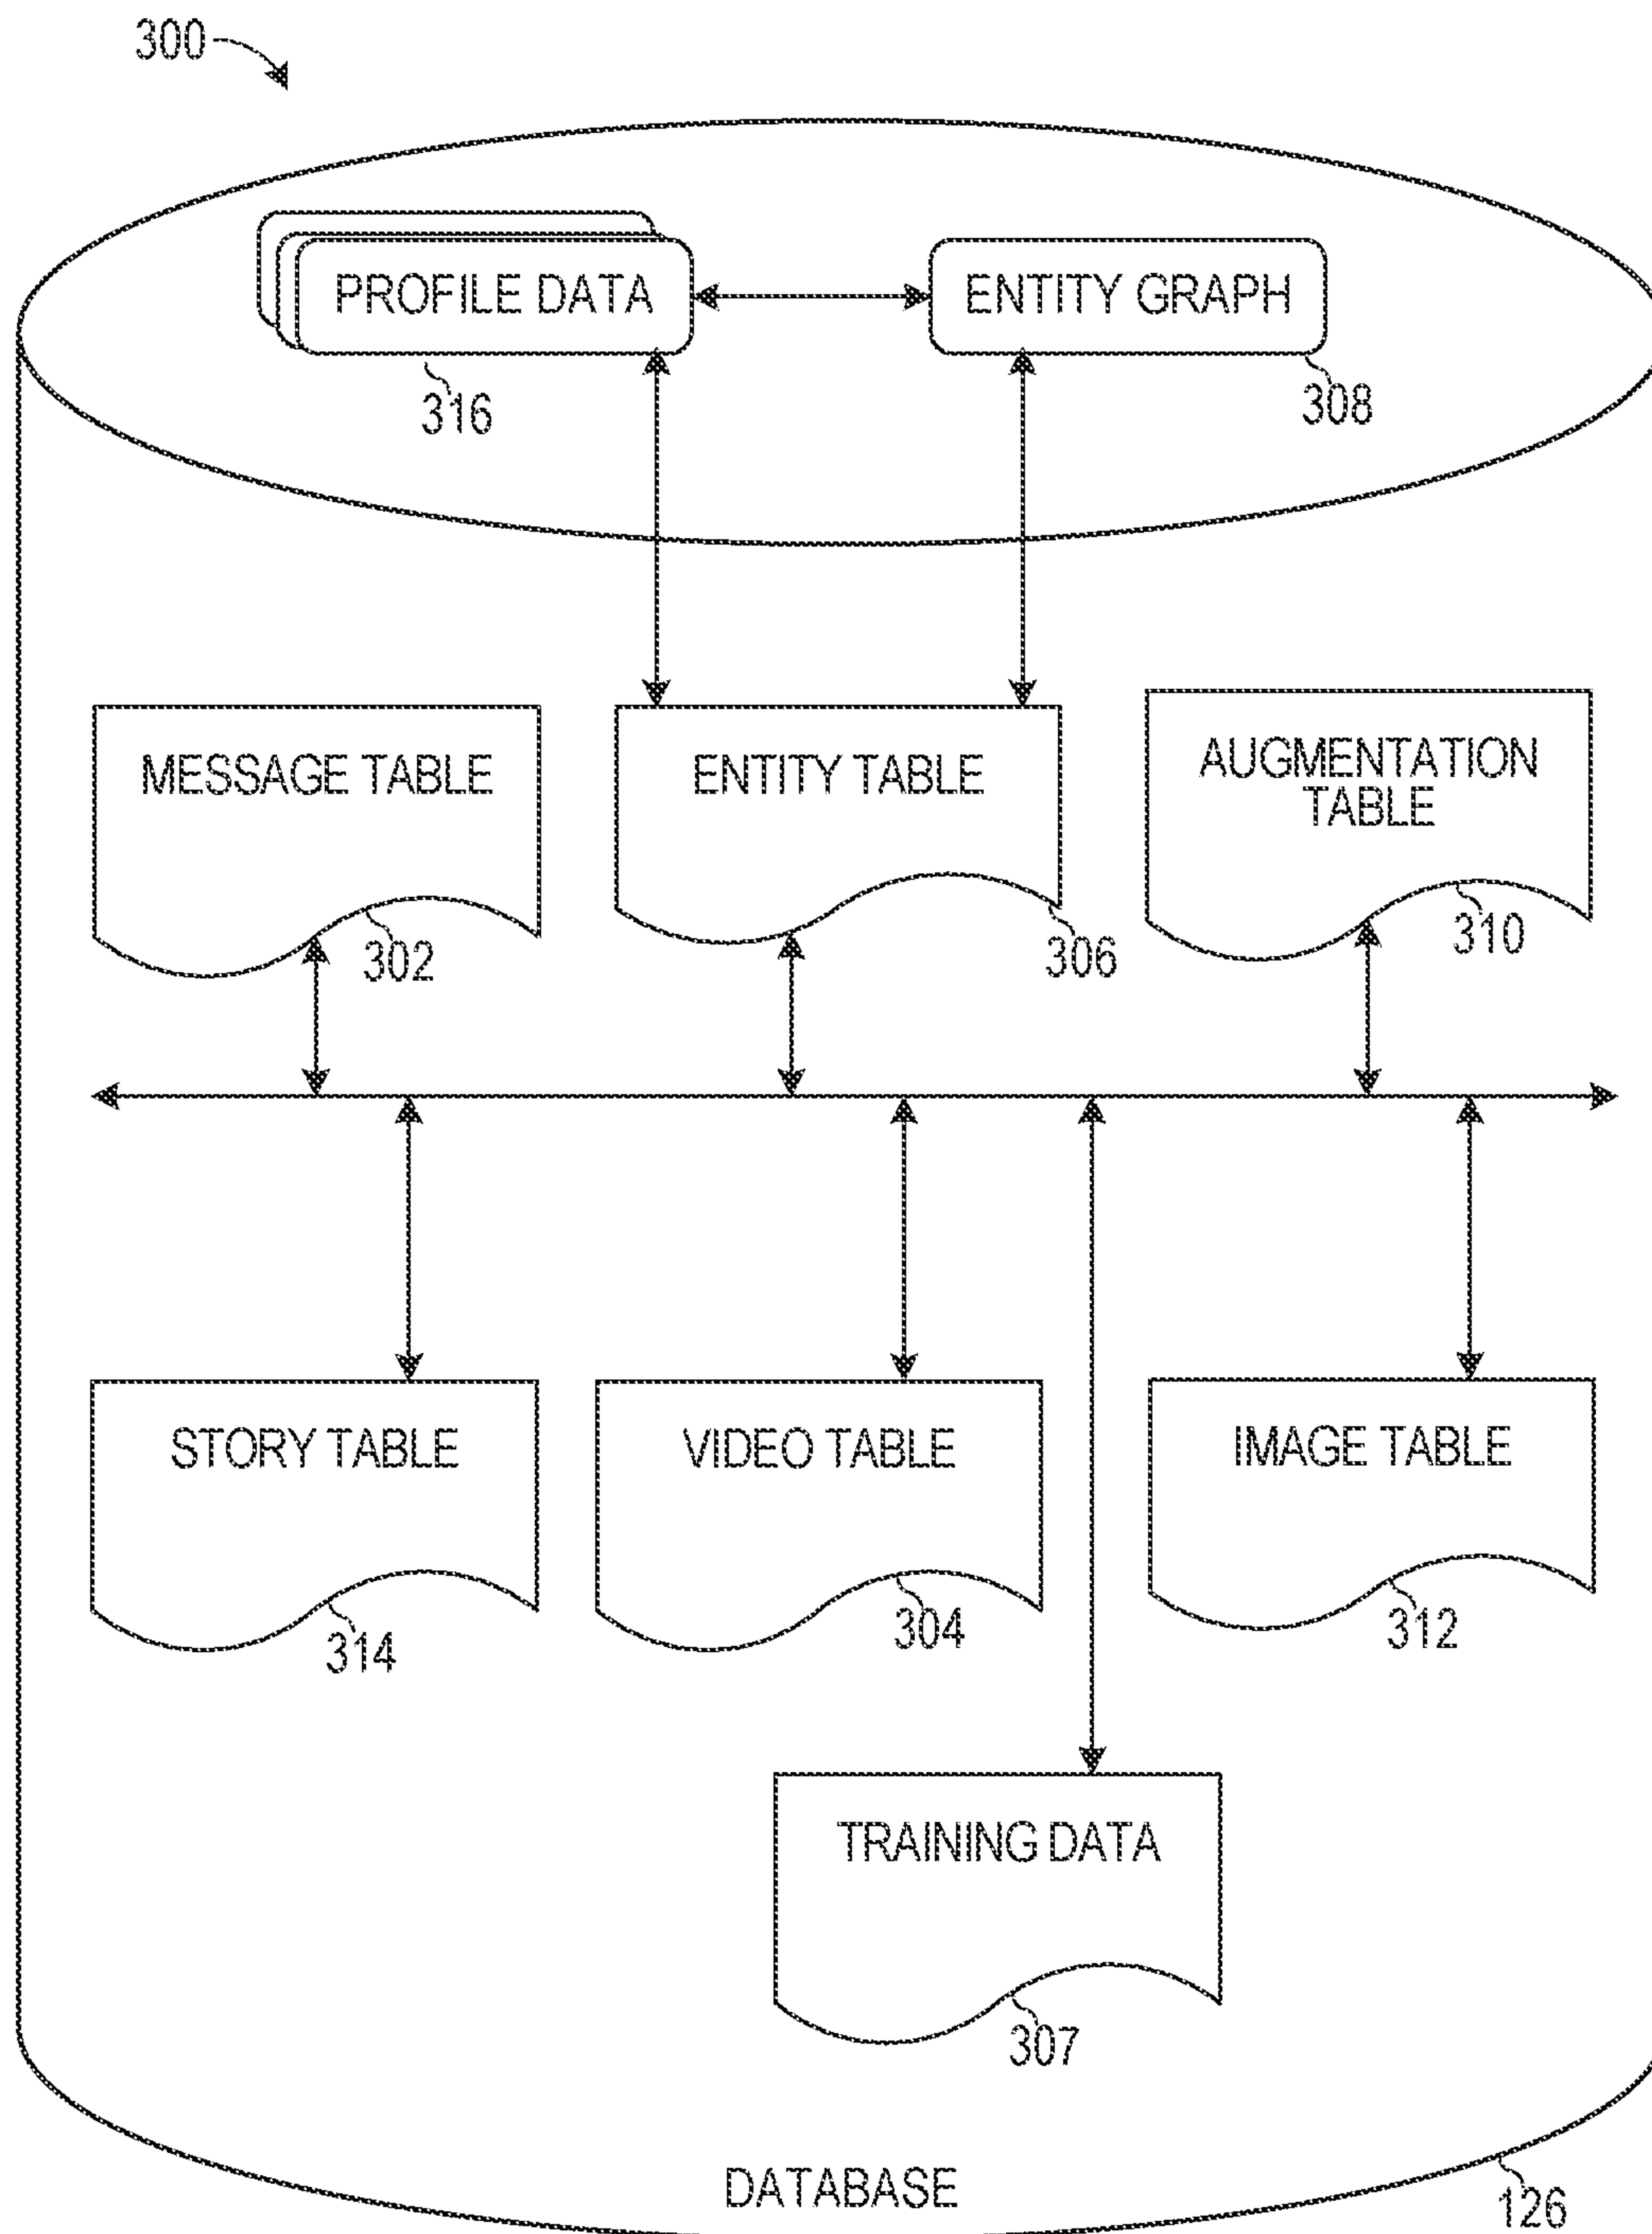 300
PROFILE DATA
ENTITY GRAPH
316
308
MESSAGE TABLE
ENTITY TABLE
AUGMENTATION
TABLE
302
306
310
STORY TABLE
VIDEO TABLE
IMAGE TABLE
314
304
312
TRAINING DATA
307
DATABASE
126